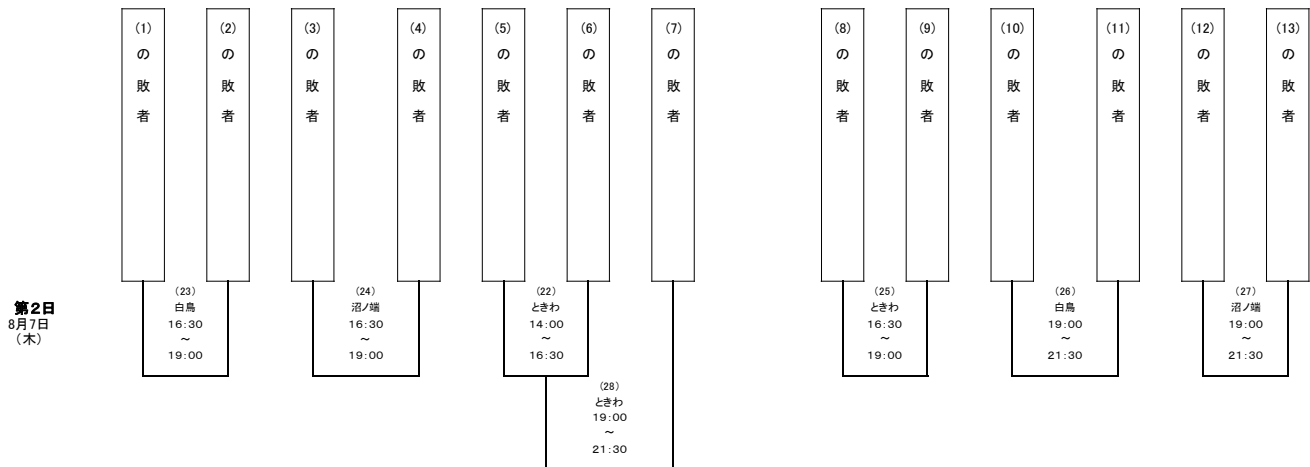 (1)の敗者
(2)の敗者
(3)の敗者
(4)の敗者
(5)の敗者
(6)の敗者
(7)の敗者
(8)の敗者
(9)の敗者
(10)の敗者
(11)の敗者
(12)の敗者
(13)の敗者
第2日
8月7日
(木)
(23)
白鳥
16:30
～
19:00
(24)
沼ノ端
16:30
～
19:00
(22)
ときわ
14:00
～
16:30
(28)
ときわ
19:00
～
21:30
(25)
ときわ
16:30
～
19:00
(26)
白鳥
19:00
～
21:30
(27)
沼ノ端
19:00
～
21:30